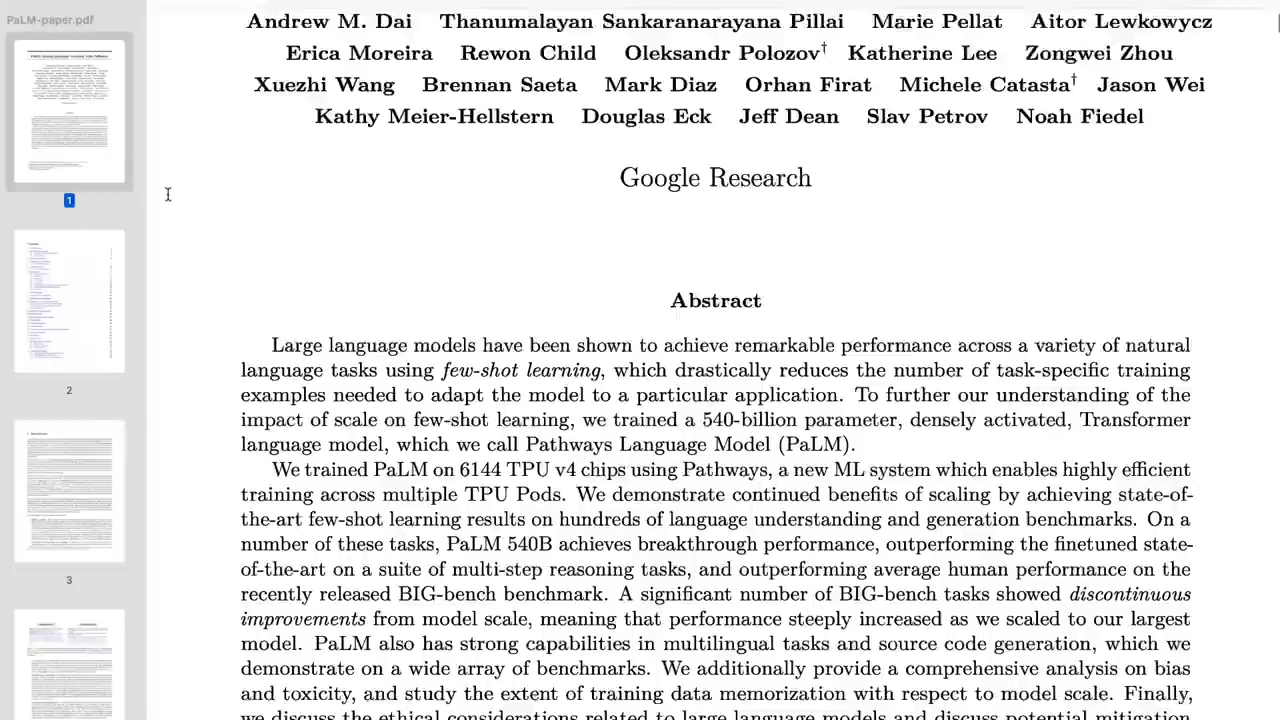 PaLM-paper.pdf
1
2
3
Andrew M. Dai Thanumalayan Sankaranarayana Pillai Marie Pellat Aitor Lewkowycz
Erica Moreira Rewon Child Oleksandr Polozov† Katherine Lee Zongwei Zhou
Xuezhi Wang Brennan Saeta Mark Diaz Orhan Firat Michele Catasta† Jason Wei
Kathy Meier-Hellstern Douglas Eck Jeff Dean Slav Petrov Noah Fiedel
Google Research
Abstract
Large language models have been shown to achieve remarkable performance across a variety of natural
language tasks using few-shot learning, which drastically reduces the number of task-specific training
examples needed to adapt the model to a particular application. To further our understanding of the
impact of scale on few-shot learning, we trained a 540-billion parameter, densely activated, Transformer
language model, which we call Pathways Language Model (PaLM).
We trained PaLM on 6144 TPU v4 chips using Pathways, a new ML system which enables highly efficient
training across multiple TPU Pods. We demonstrate continued benefits of scaling by achieving state-of-
the-art few-shot learning results on hundreds of language understanding and generation benchmarks. On a
number of these tasks, PaLM 540B achieves breakthrough performance, outperforming the finetuned state-
of-the-art on a suite of multi-step reasoning tasks, and outperforming average human performance on the
recently released BIG-bench benchmark. A significant number of BIG-bench tasks showed discontinuous
improvements from model scale, meaning that performance steeply increased as we scaled to our largest
model. PaLM also has strong capabilities in multilingual tasks and source code generation, which we
demonstrate on a wide array of benchmarks. We additionally provide a comprehensive analysis on bias
and toxicity, and study the extent of training data memorization with respect to model scale. Finally,
we discuss the ethical considerations related to large language models and discuss potential mitigation